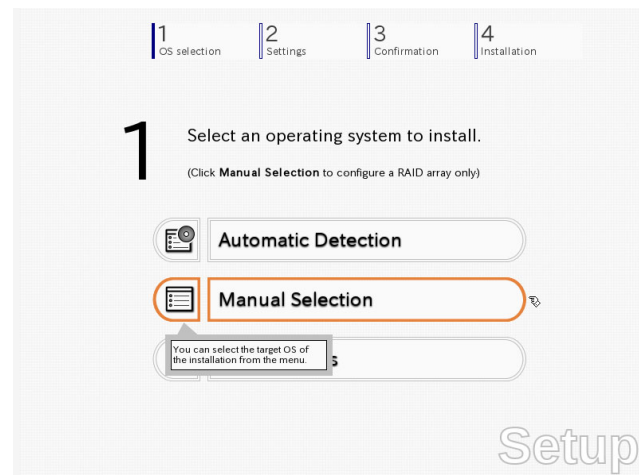 1
OS selection
2
Settings
3
Confirmation
4
Installation
1
Select an operating system to install.
(Click Manual Selection to configure a RAID array only)
Automatic Detection
Manual Selection
You can select the target OS of
the installation from the menu.
Setup